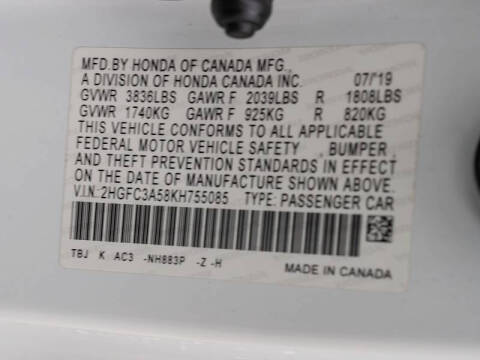 MFD.BY HONDA OF CANADA MFG.,
A DIVISION OF HONDA CANADA INC. 07/'19
GVWR 3836LBS GAWR F 2039LBS R 1808LBS
GVWR 1740KG GAWR F 925KG R 820KG
THIS VEHICLE CONFORMS TO ALL APPLICABLE
FEDERAL MOTOR VEHICLE SAFETY , BUMPER ,
AND THEFT PREVENTION STANDARDS IN EFFECT
ON THE DATE OF MANUFACTURE SHOWN ABOVE.
V.I.N.:2HGFC3A58KH755085 TYPE: PASSENGER CAR
TBJ K AC3 -NH883P -Z -H MADE IN CANADA